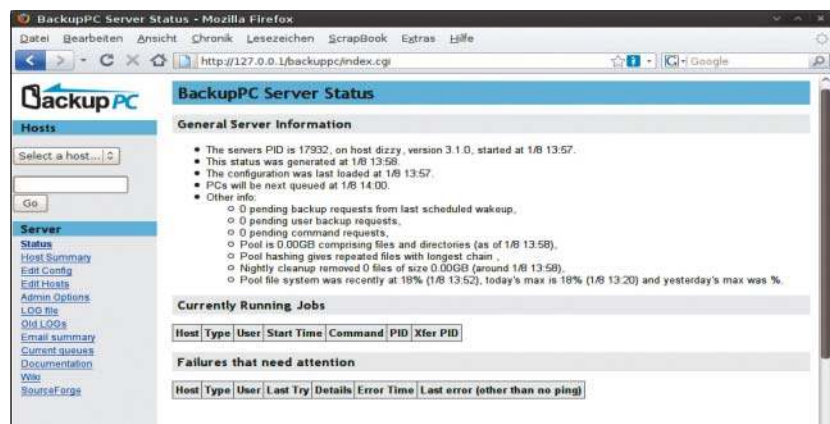 BackupPC Server Status - Mozilla Firefox
Datei Bearbeiten Ansicht Chronik Lesezeichen ScrapBook Extras Hilfe
http://127.0.0.1/backuppc/index.cgi
Google
BackupPC
BackupPC Server Status
Hosts
Select a host...
Go
Server
Status
Host Summary
Edit Config
Edit Hosts
Admin Options
LOG file
Old LOGs
Email summary
Current queues
Documentation
Wiki
SourceForge
General Server Information
The servers PID is 17932, on host dizzy, version 3.1.0, started at 1/8 13:57.
This status was generated at 1/8 13:58.
The configuration was last loaded at 1/8 13:57.
PCs will be next queued at 1/8 14:00.
Other info:
0 pending backup requests from last scheduled wakeup,
0 pending user backup requests,
0 pending command requests,
Pool is 0.00GB comprising files and directories (as of 1/8 13:58),
Pool hashing gives repeated files with longest chain ,
Nightly cleanup removed 0 files of size 0.00GB (around 1/8 13:58),
Pool file system was recently at 18% (1/8 13:52), today's max is 18% (1/8 13:20) and yesterday's max was %.
Currently Running Jobs
Host Type User Start Time Command PID Xfer PID
Failures that need attention
Host Type User Last Try Details Error Time Last error (other than no ping)